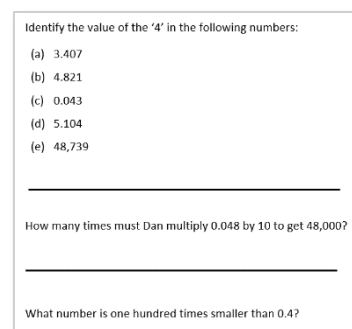 Identify the value of the ‘4’ in the following numbers:
(a) 3.407
(b) 4.821
(c) 0.043
(d) 5.104
(e) 48,739
How many times must Dan multiply 0.048 by 10 to get 48,000?
What number is one hundred times smaller than 0.4?